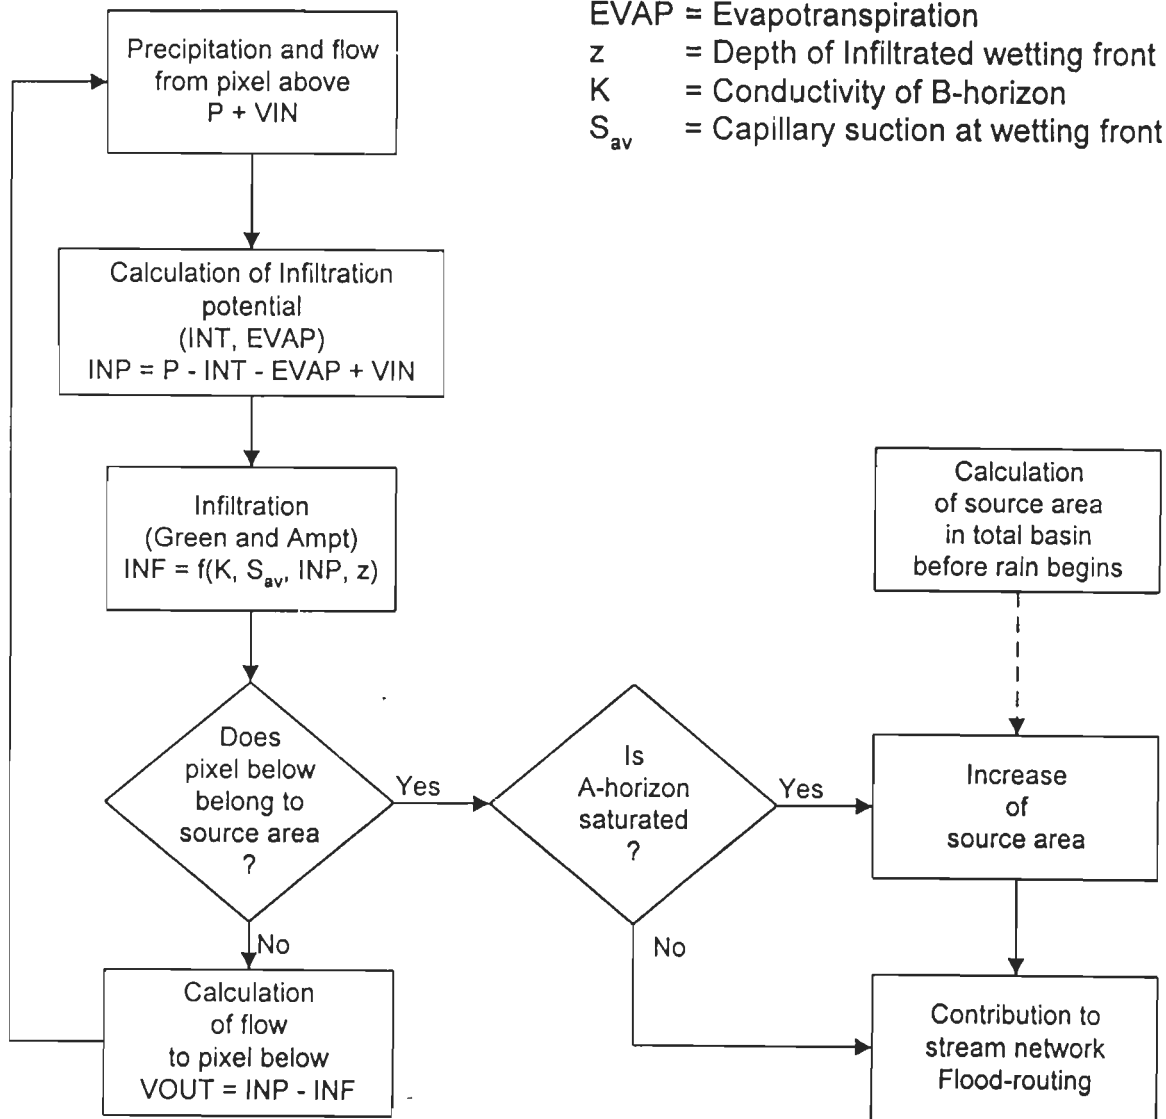 EVAP = Evapotranspiration
z = Depth of Infiltrated wetting front
K = Conductivity of B-horizon
S_av = Capillary suction at wetting front
Precipitation and flow
from pixel above
P + VIN
Calculation of Infiltration
potential
(INT, EVAP)
INP = P - INT - EVAP + VIN
Infiltration
(Green and Ampt)
INF = f(K, S_av, INP, z)
Does
pixel below
belong to
source area
?
Yes
No
Calculation
of flow
to pixel below
VOUT = INP - INF
Is
A-horizon
saturated
?
Yes
No
Calculation
of source area
in total basin
before rain begins
Increase
of
source area
Contribution to
stream network
Flood-routing